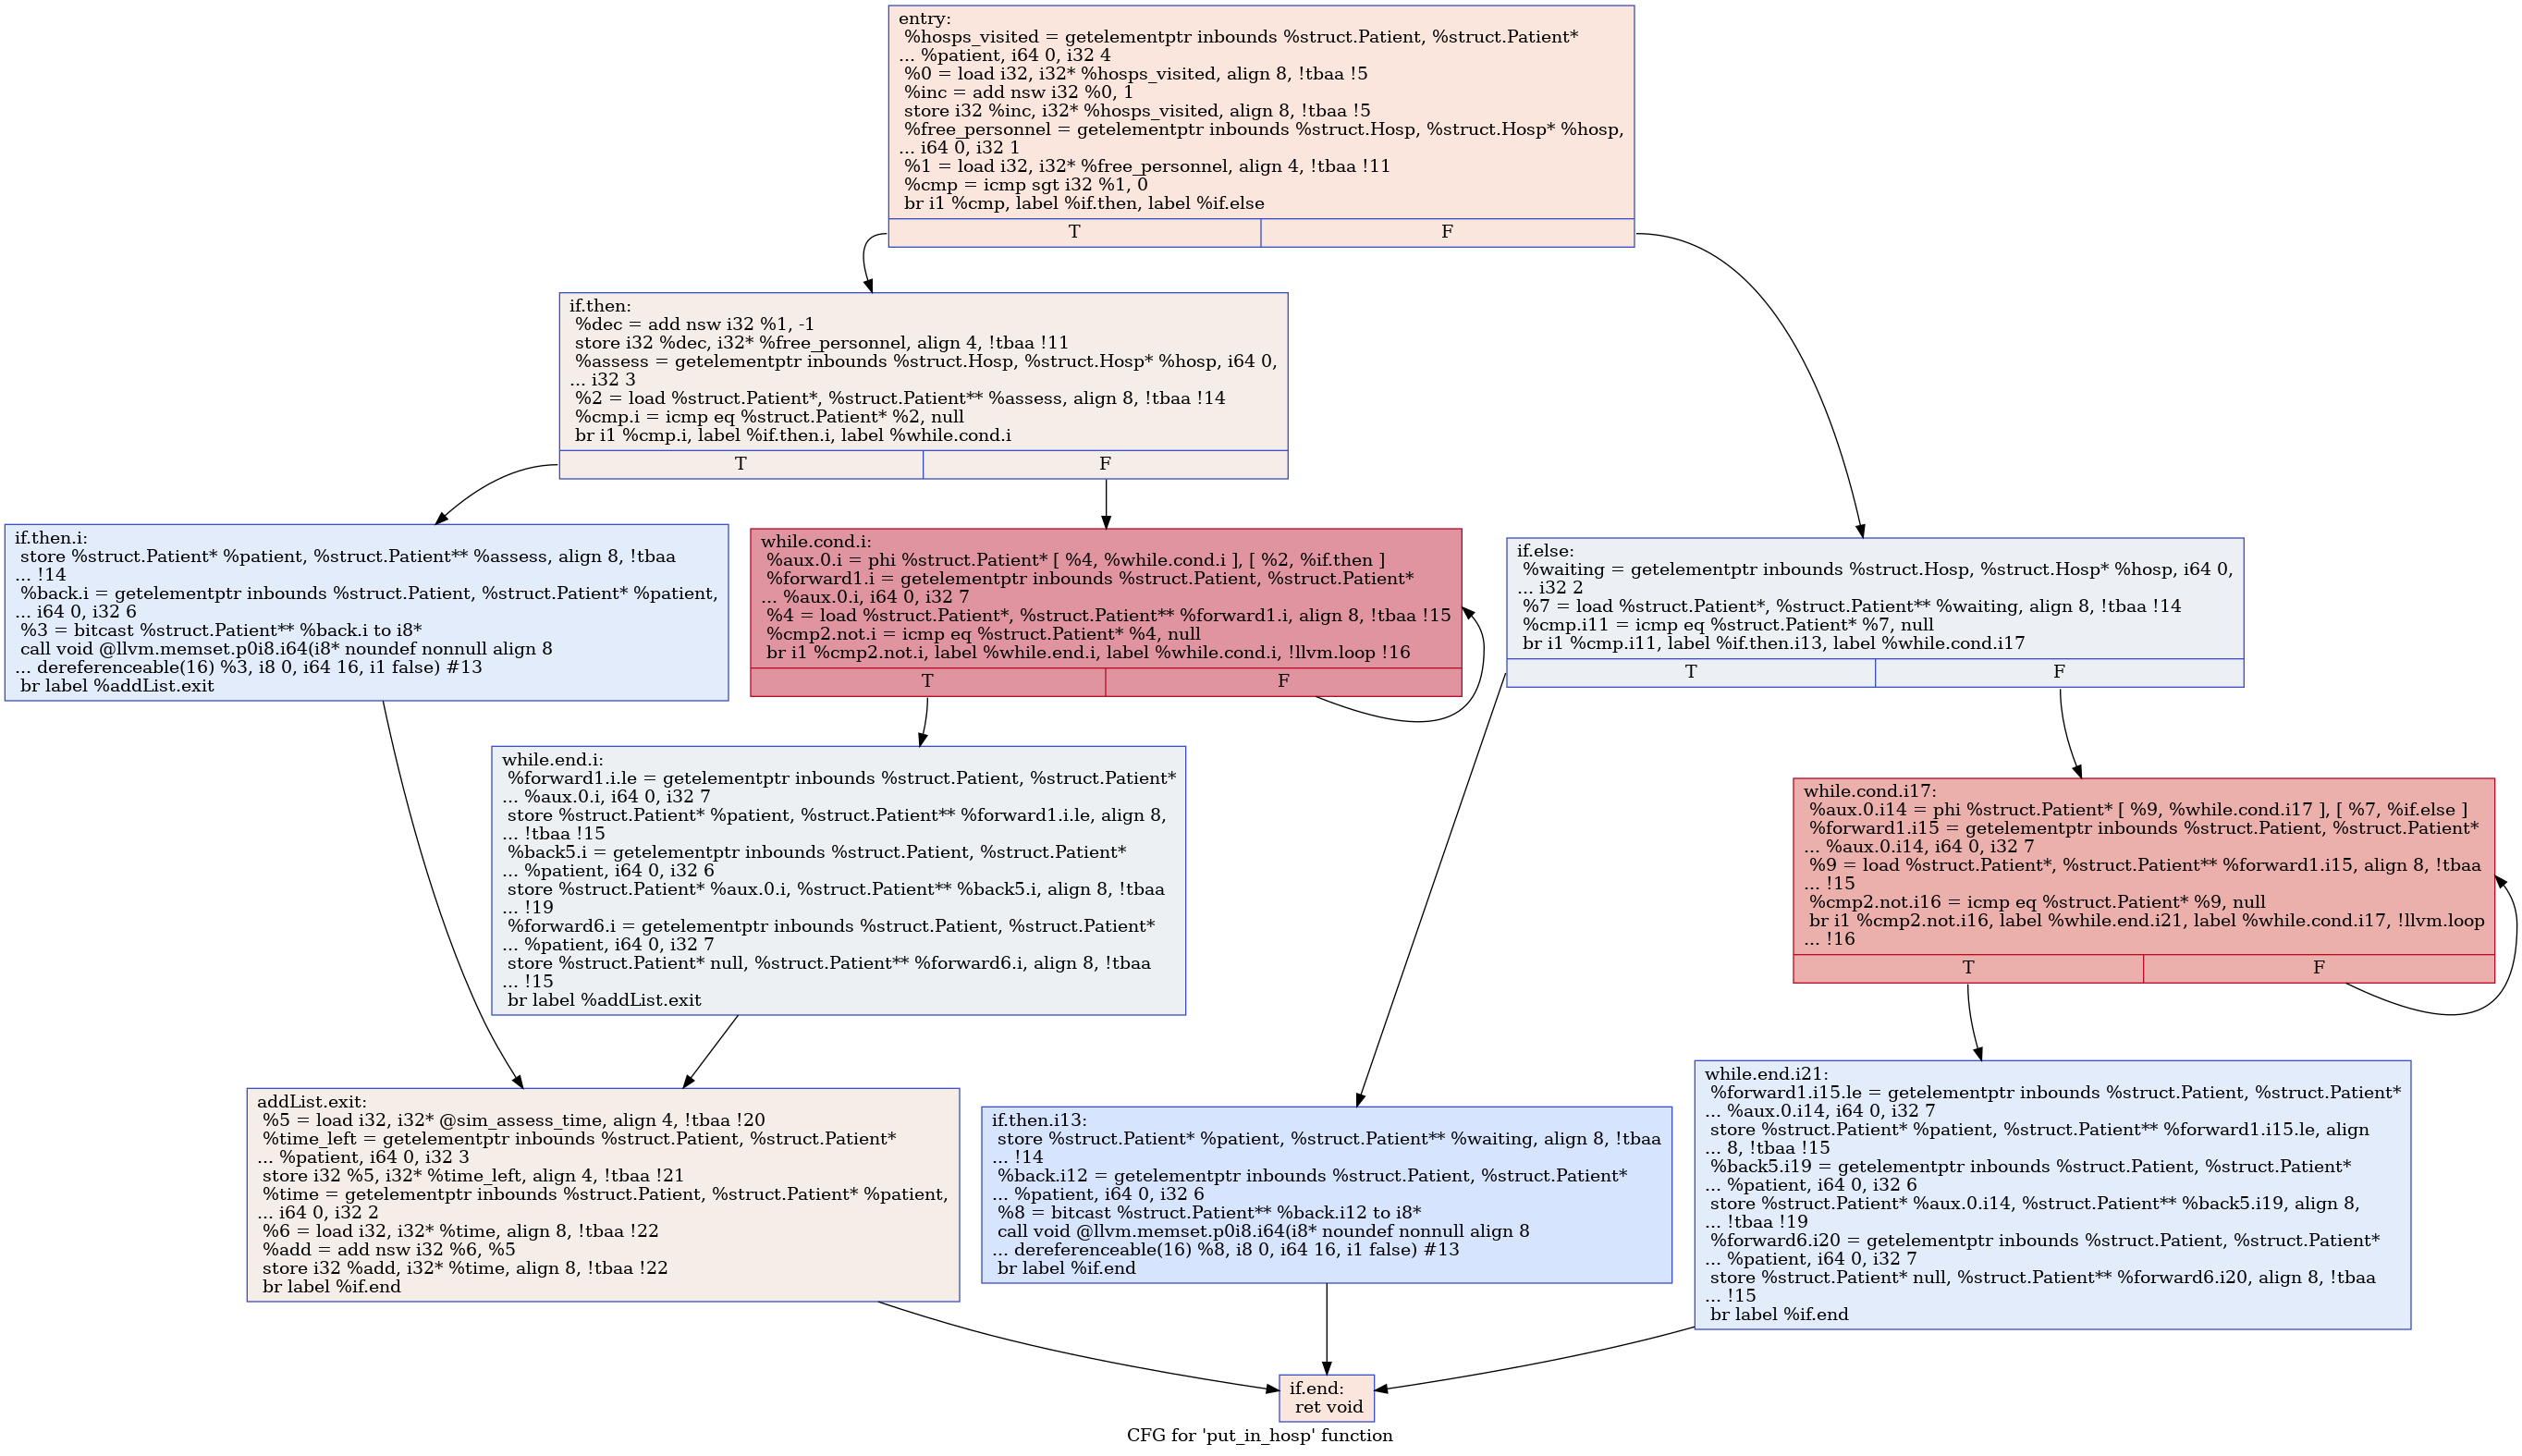 entry:
%hosps_visited = getelementptr inbounds %struct.Patient, %struct.Patient*
... %patient, i64 0, i32 4
%0 = load i32, i32* %hosps_visited, align 8, !tbaa !5
%inc = add nsw i32 %0, 1
store i32 %inc, i32* %hosps_visited, align 8, !tbaa !5
%free_personnel = getelementptr inbounds %struct.Hosp, %struct.Hosp* %hosp,
... i64 0, i32 1
%1 = load i32, i32* %free_personnel, align 4, !tbaa !11
%cmp = icmp sgt i32 %1, 0
br i1 %cmp, label %if.then, label %if.else
T
F
if.then:
%dec = add nsw i32 %1, -1
store i32 %dec, i32* %free_personnel, align 4, !tbaa !11
%assess = getelementptr inbounds %struct.Hosp, %struct.Hosp* %hosp, i64 0,
... i32 3
%2 = load %struct.Patient*, %struct.Patient** %assess, align 8, !tbaa !14
%cmp.i = icmp eq %struct.Patient* %2, null
br i1 %cmp.i, label %if.then.i, label %while.cond.i
T
F
if.then.i:
store %struct.Patient* %patient, %struct.Patient** %assess, align 8, !tbaa
... !14
%back.i = getelementptr inbounds %struct.Patient, %struct.Patient* %patient,
... i64 0, i32 6
%3 = bitcast %struct.Patient** %back.i to i8*
call void @llvm.memset.p0i8.i64(i8* noundef nonnull align 8
... dereferenceable(16) %3, i8 0, i64 16, i1 false) #13
br label %addList.exit
while.cond.i:
%aux.0.i = phi %struct.Patient* [ %4, %while.cond.i ], [ %2, %if.then ]
%forward1.i = getelementptr inbounds %struct.Patient, %struct.Patient*
... %aux.0.i, i64 0, i32 7
%4 = load %struct.Patient*, %struct.Patient** %forward1.i, align 8, !tbaa !15
%cmp2.not.i = icmp eq %struct.Patient* %4, null
br i1 %cmp2.not.i, label %while.end.i, label %while.cond.i, !llvm.loop !16
T
F
if.else:
%waiting = getelementptr inbounds %struct.Hosp, %struct.Hosp* %hosp, i64 0,
... i32 2
%7 = load %struct.Patient*, %struct.Patient** %waiting, align 8, !tbaa !14
%cmp.i11 = icmp eq %struct.Patient* %7, null
br i1 %cmp.i11, label %if.then.i13, label %while.cond.i17
T
F
while.end.i:
%forward1.i.le = getelementptr inbounds %struct.Patient, %struct.Patient*
... %aux.0.i, i64 0, i32 7
store %struct.Patient* %patient, %struct.Patient** %forward1.i.le, align 8,
... !tbaa !15
%back5.i = getelementptr inbounds %struct.Patient, %struct.Patient*
... %patient, i64 0, i32 6
store %struct.Patient* %aux.0.i, %struct.Patient** %back5.i, align 8, !tbaa
... !19
%forward6.i = getelementptr inbounds %struct.Patient, %struct.Patient*
... %patient, i64 0, i32 7
store %struct.Patient* null, %struct.Patient** %forward6.i, align 8, !tbaa
... !15
br label %addList.exit
while.cond.i17:
%aux.0.i14 = phi %struct.Patient* [ %9, %while.cond.i17 ], [ %7, %if.else ]
%forward1.i15 = getelementptr inbounds %struct.Patient, %struct.Patient*
... %aux.0.i14, i64 0, i32 7
%9 = load %struct.Patient*, %struct.Patient** %forward1.i15, align 8, !tbaa
... !15
%cmp2.not.i16 = icmp eq %struct.Patient* %9, null
br i1 %cmp2.not.i16, label %while.end.i21, label %while.cond.i17, !llvm.loop
... !16
T
F
addList.exit:
%5 = load i32, i32* @sim_assess_time, align 4, !tbaa !20
%time_left = getelementptr inbounds %struct.Patient, %struct.Patient*
... %patient, i64 0, i32 3
store i32 %5, i32* %time_left, align 4, !tbaa !21
%time = getelementptr inbounds %struct.Patient, %struct.Patient* %patient,
... i64 0, i32 2
%6 = load i32, i32* %time, align 8, !tbaa !22
%add = add nsw i32 %6, %5
store i32 %add, i32* %time, align 8, !tbaa !22
br label %if.end
if.then.i13:
store %struct.Patient* %patient, %struct.Patient** %waiting, align 8, !tbaa
... !14
%back.i12 = getelementptr inbounds %struct.Patient, %struct.Patient*
... %patient, i64 0, i32 6
%8 = bitcast %struct.Patient** %back.i12 to i8*
call void @llvm.memset.p0i8.i64(i8* noundef nonnull align 8
... dereferenceable(16) %8, i8 0, i64 16, i1 false) #13
br label %if.end
while.end.i21:
%forward1.i15.le = getelementptr inbounds %struct.Patient, %struct.Patient*
... %aux.0.i14, i64 0, i32 7
store %struct.Patient* %patient, %struct.Patient** %forward1.i15.le, align
... 8, !tbaa !15
%back5.i19 = getelementptr inbounds %struct.Patient, %struct.Patient*
... %patient, i64 0, i32 6
store %struct.Patient* %aux.0.i14, %struct.Patient** %back5.i19, align 8,
... !tbaa !19
%forward6.i20 = getelementptr inbounds %struct.Patient, %struct.Patient*
... %patient, i64 0, i32 7
store %struct.Patient* null, %struct.Patient** %forward6.i20, align 8, !tbaa
... !15
br label %if.end
if.end:
ret void
CFG for 'put_in_hosp' function